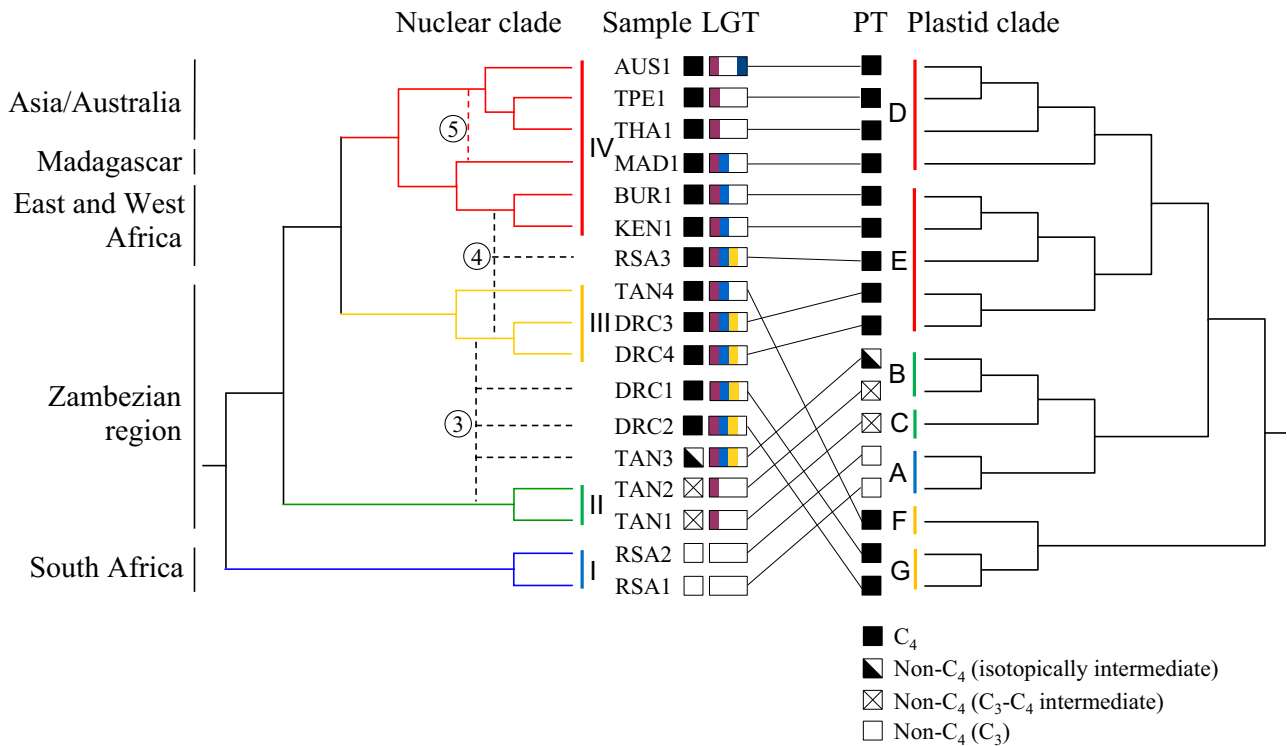 Nuclear clade Sample LGT PT Plastid clade
Asia/Australia
Madagascar
East and West
Africa
Zambezian
region
South Africa
5
4
3
IV
III
II
I
AUS1
TPE1
THA1
MAD1
BUR1
KEN1
RSA3
TAN4
DRC3
DRC4
DRC1
DRC2
TAN3
TAN2
TAN1
RSA2
RSA1
D
E
B
C
A
F
G
C4
Non-C4 (isotopically intermediate)
Non-C4 (C3-C4 intermediate)
Non-C4 (C3)